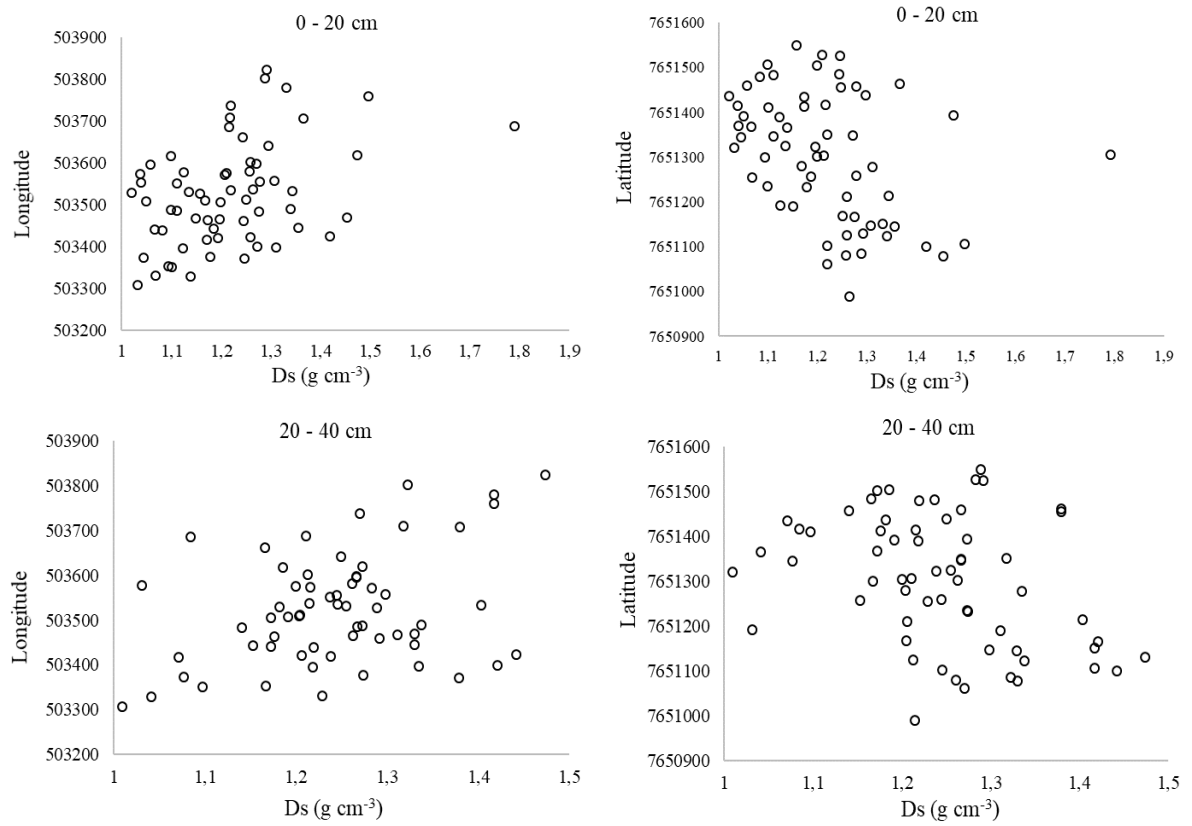 0 - 20 cm
503900
503800
503700
503600
503500
503400
503300
503200
Longitude
1 1,1 1,2 1,3 1,4 1,5 1,6 1,7 1,8 1,9
Ds (g cm-3)
0 - 20 cm
7651600
7651500
7651400
7651300
7651200
7651100
7651000
7650900
Latitude
1 1,1 1,2 1,3 1,4 1,5 1,6 1,7 1,8 1,9
Ds (g cm-3)
20 - 40 cm
503900
503800
503700
503600
503500
503400
503300
503200
Longitude
1 1,1 1,2 1,3 1,4 1,5
Ds (g cm-3)
20 - 40 cm
7651600
7651500
7651400
7651300
7651200
7651100
7651000
7650900
Latitude
1 1,1 1,2 1,3 1,4 1,5
Ds (g cm-3)